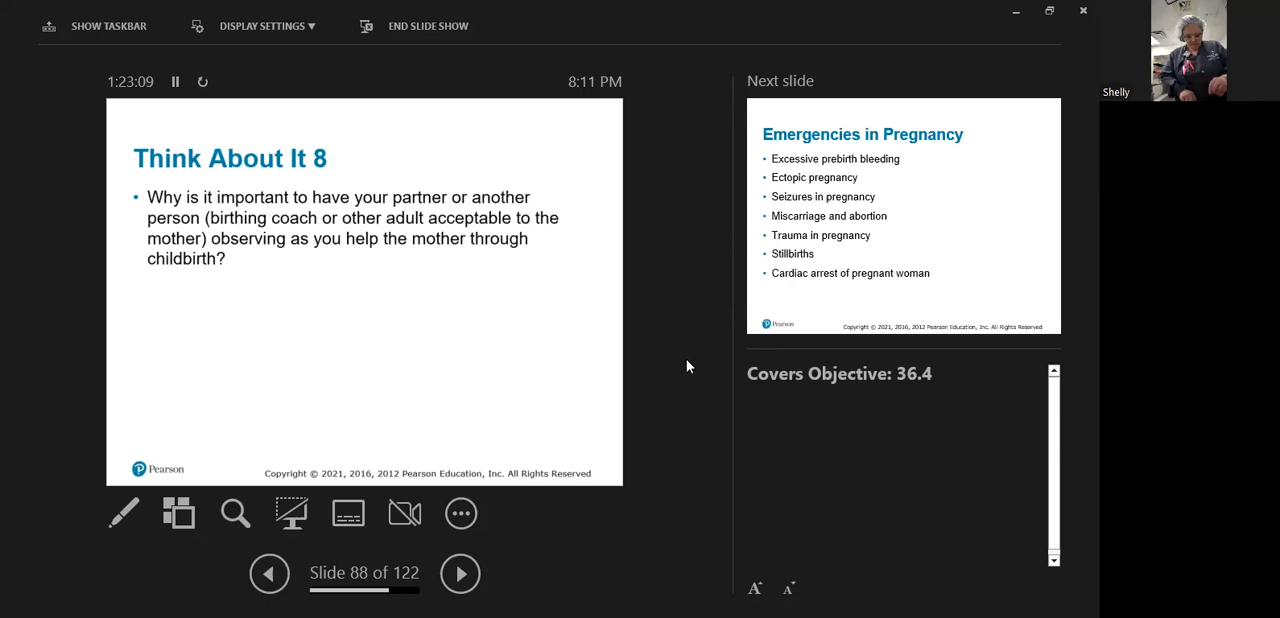 SHOW TASKBAR
DISPLAY SETTINGS ▼
END SLIDE SHOW
1:23:09
8:11 PM
Think About It 8
• Why is it important to have your partner or another
person (birthing coach or other adult acceptable to the
mother) observing as you help the mother through
childbirth?
Pearson
Copyright © 2021, 2016, 2012 Pearson Education, Inc. All Rights Reserved
Slide 88 of 122
Next slide
Emergencies in Pregnancy
• Excessive prebirth bleeding
• Ectopic pregnancy
• Seizures in pregnancy
• Miscarriage and abortion
• Trauma in pregnancy
• Stillbirths
• Cardiac arrest of pregnant woman
Pearson
Copyright © 2021, 2016, 2012 Pearson Education, Inc. All Rights Reserved
Covers Objective: 36.4
A A
Shelly